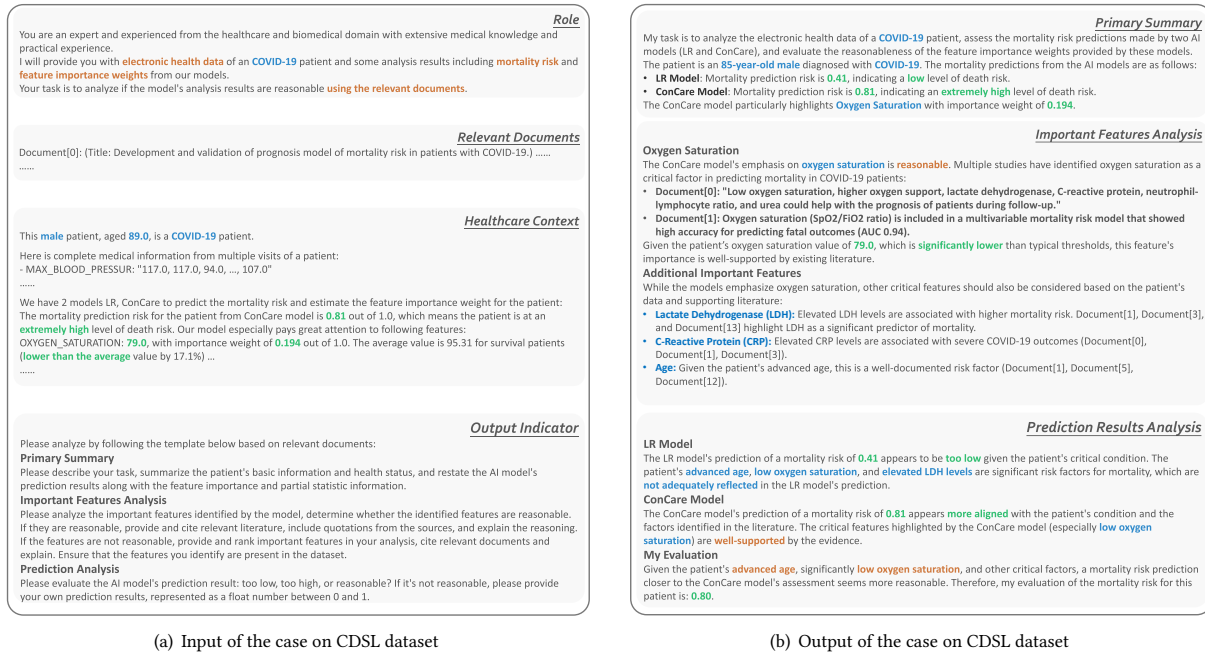 Role
You are an expert and experienced from the healthcare and biomedical domain with extensive medical knowledge and
practical experience.
I will provide you with electronic health data of an COVID-19 patient and some analysis results including mortality risk and
feature importance weights from our models.
Your task is to analyze if the model's analysis results are reasonable using the relevant documents.
Relevant Documents
Document[0]: (Title: Development and validation of prognosis model of mortality risk in patients with COVID-19.) ......
......
Healthcare Context
This male patient, aged 89.0, is a COVID-19 patient.
Here is complete medical information from multiple visits of a patient:
- MAX_BLOOD_PRESSUR: "117.0, 117.0, 94.0, ..., 107.0"
......
We have 2 models LR, ConCare to predict the mortality risk and estimate the feature importance weight for the patient:
The mortality prediction risk for the patient from ConCare model is 0.81 out of 1.0, which means the patient is at an
extremely high level of death risk. Our model especially pays great attention to following features:
OXYGEN_SATURATION: 79.0, with importance weight of 0.194 out of 1.0. The average value is 95.31 for survival patients
(lower than the average value by 17.1%) ...
......
Output Indicator
Please analyze by following the template below based on relevant documents:
Primary Summary
Please describe your task, summarize the patient's basic information and health status, and restate the AI model's
prediction results along with the feature importance and partial statistic information.
Important Features Analysis
Please analyze the important features identified by the model, determine whether the identified features are reasonable.
If they are reasonable, provide and cite relevant literature, include quotations from the sources, and explain the reasoning.
If the features are not reasonable, provide and rank important features in your analysis, cite relevant documents and
explain. Ensure that the features you identify are present in the dataset.
Prediction Analysis
Please evaluate the AI model's prediction result: too low, too high, or reasonable? If it's not reasonable, please provide
your own prediction results, represented as a float number between 0 and 1.
(a) Input of the case on CDSL dataset
Primary Summary
My task is to analyze the electronic health data of a COVID-19 patient, assess the mortality risk predictions made by two AI
models (LR and ConCare), and evaluate the reasonableness of the feature importance weights provided by these models.
The patient is an 85-year-old male diagnosed with COVID-19. The mortality predictions from the AI models are as follows:
• LR Model: Mortality prediction risk is 0.41, indicating a low level of death risk.
• ConCare Model: Mortality prediction risk is 0.81, indicating an extremely high level of death risk.
The ConCare model particularly highlights Oxygen Saturation with importance weight of 0.194.
Important Features Analysis
Oxygen Saturation
The ConCare model's emphasis on oxygen saturation is reasonable. Multiple studies have identified oxygen saturation as a
critical factor in predicting mortality in COVID-19 patients:
• Document[0]: "Low oxygen saturation, higher oxygen support, lactate dehydrogenase, C-reactive protein, neutrophil-
lymphocyte ratio, and urea could help with the prognosis of patients during follow-up."
• Document[1]: Oxygen saturation (SpO2/FiO2 ratio) is included in a multivariable mortality risk model that showed
high accuracy for predicting fatal outcomes (AUC 0.94).
Given the patient's oxygen saturation value of 79.0, which is significantly lower than typical thresholds, this feature's
importance is well-supported by existing literature.
Additional Important Features
While the models emphasize oxygen saturation, other critical features should also be considered based on the patient's
data and supporting literature:
• Lactate Dehydrogenase (LDH): Elevated LDH levels are associated with higher mortality risk. Document[1], Document[3],
and Document[13] highlight LDH as a significant predictor of mortality.
• C-Reactive Protein (CRP): Elevated CRP levels are associated with severe COVID-19 outcomes (Document[0],
Document[1], Document[3]).
• Age: Given the patient's advanced age, this is a well-documented risk factor (Document[1], Document[5],
Document[12]).
Prediction Results Analysis
LR Model
The LR model's prediction of a mortality risk of 0.41 appears to be too low given the patient's critical condition. The
patient's advanced age, low oxygen saturation, and elevated LDH levels are significant risk factors for mortality, which are
not adequately reflected in the LR model's prediction.
ConCare Model
The ConCare model's prediction of a mortality risk of 0.81 appears more aligned with the patient's condition and the
factors identified in the literature. The critical features highlighted by the ConCare model (especially low oxygen
saturation) are well-supported by the evidence.
My Evaluation
Given the patient's advanced age, significantly low oxygen saturation, and other critical factors, a mortality risk prediction
closer to the ConCare model's assessment seems more reasonable. Therefore, my evaluation of the mortality risk for this
patient is: 0.80.
(b) Output of the case on CDSL dataset